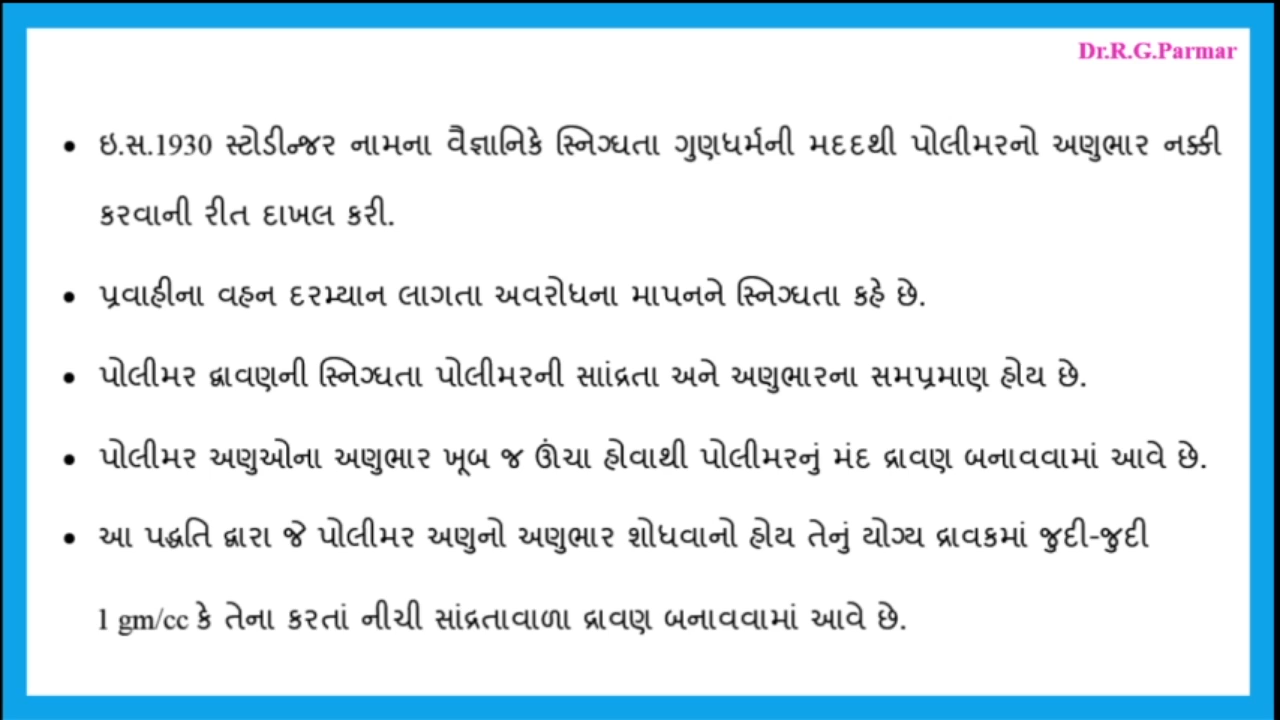 Dr.R.G.Parmar
• ઇ.સ.1930 સ્ટોડીન્જર નામના વૈજ્ઞાનિકે સ્નિગ્ધતા ગુણધર્મની મદદથી પોલીમરનો અણુભાર નક્કી
કરવાની રીત દાખલ કરી.
• પ્રવાહીના વહન દરમ્યાન લાગતા અવરોધના માપનને સ્નિગ્ધતા કહે છે.
• પોલીમર દ્રાવણની સ્નિગ્ધતા પોલીમરની સાાંદ્રતા અને અણુભારના સમપ્રમાણ હોય છે.
• પોલીમર અણુઓના અણુભાર ખૂબ જ ઊંચા હોવાથી પોલીમરનું મંદ દ્રાવણ બનાવવામાં આવે છે.
• આ પદ્ધતિ દ્વારા જે પોલીમર અણુનો અણુભાર શોધવાનો હોય તેનું યોગ્ય દ્રાવકમાં જુદી-જુદી
1 gm/cc કે તેના કરતાં નીચી સાંદ્રતાવાળા દ્રાવણ બનાવવામાં આવે છે.